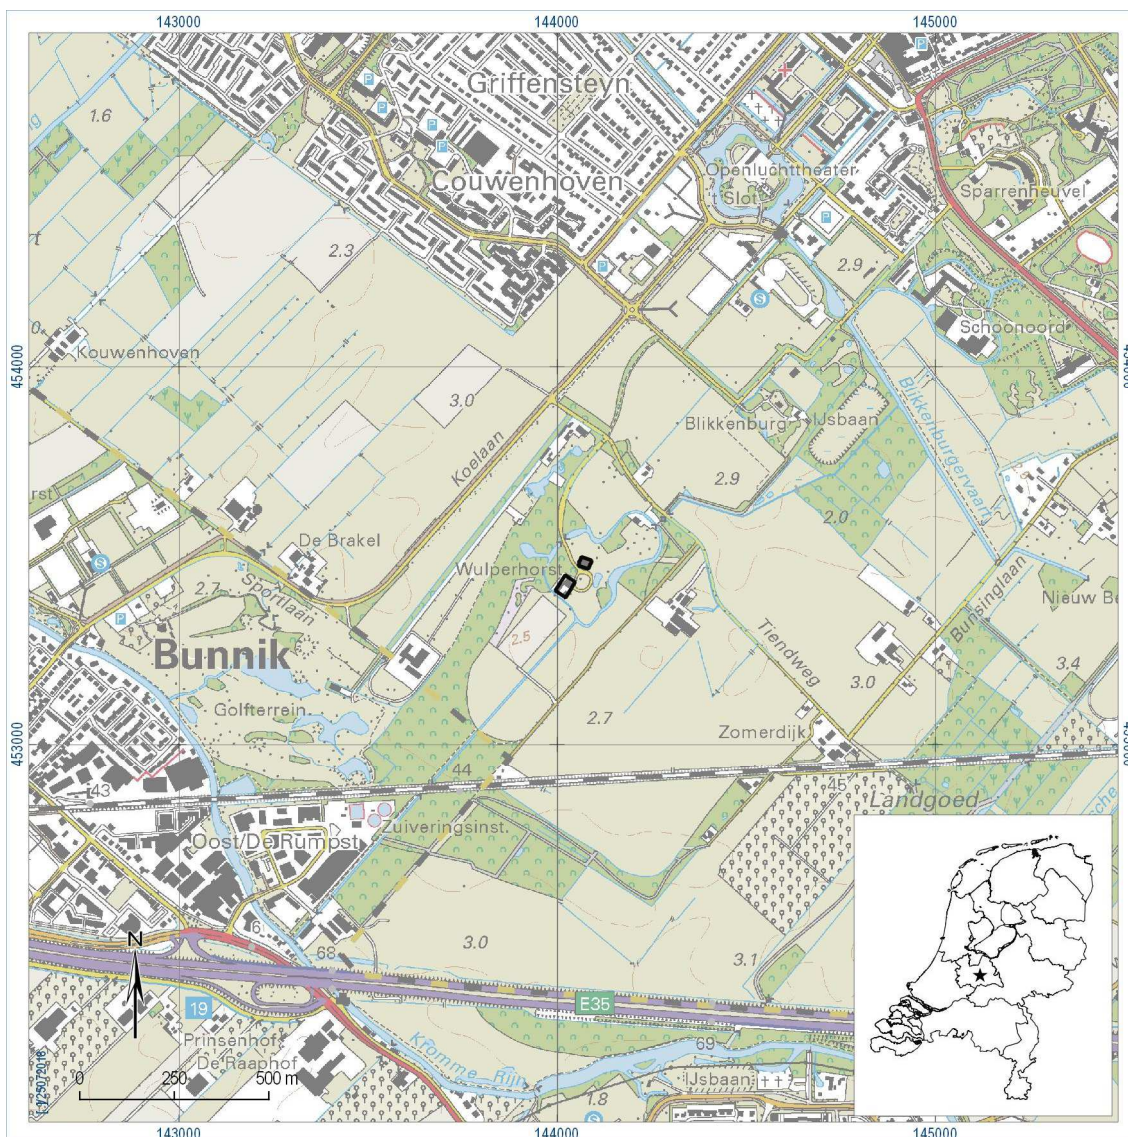 143000
144000
145000
Griffensteyn
1.6
Couwenhoven
Openluchttheater
't Slot
Sparrenheuvel
2.3
2.9
S
Schoonoord
Kouwenhoven
454000
3.0
Koelaan
Blikkenburg
IJsbaan
Blikkenburgervaart
2.9
2.0
De Brakel
Wulperhorst
2.7
Sportlaan
2.5
Bunsinglaan
Tiendweg
3.4
Bunnik
3.0
Golfterrein
2.7
453000
453000
Zomerdijk
44
43
45
Landgoed
Zuiveringsinst.
Oost/De Rumpst
N
6
68
3.0
3.1
E35
19
Prinsenhof
De Raaphof
Kromme Rijn
69
IJsbaan
0 250 500 m
1.8
143000
144000
145000